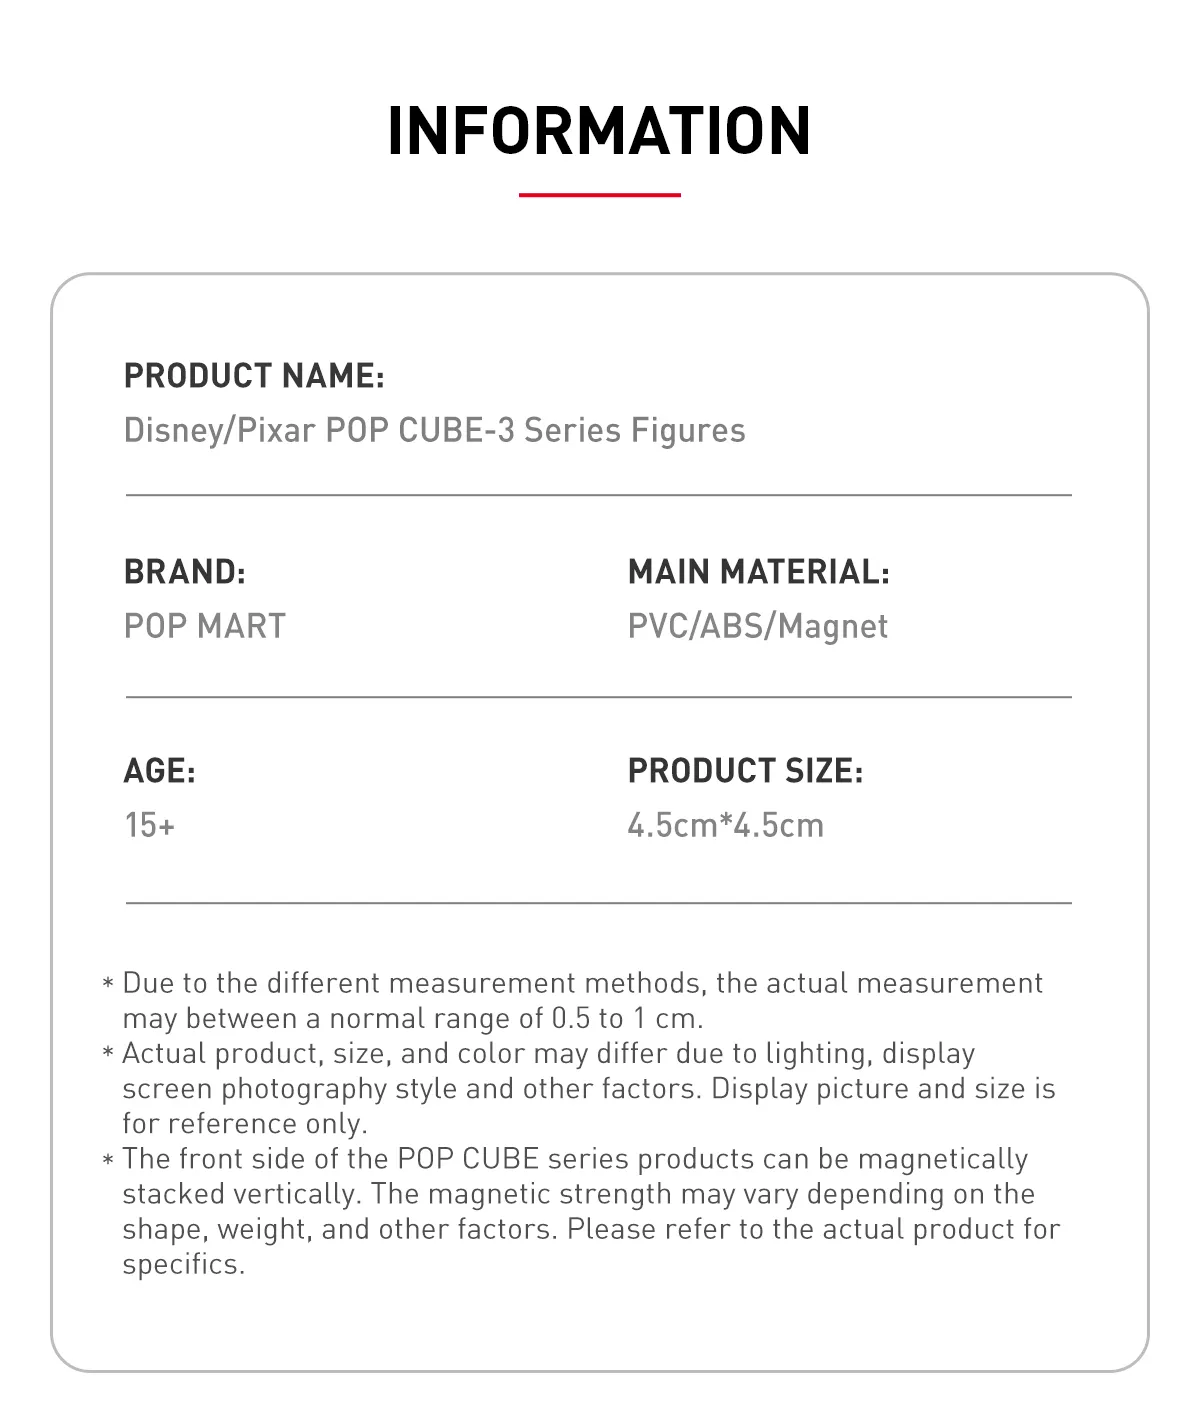 INFORMATION
PRODUCT NAME:
Disney/Pixar POP CUBE-3 Series Figures
BRAND:
POP MART
MAIN MATERIAL:
PVC/ABS/Magnet
AGE:
15+
PRODUCT SIZE:
4.5cm*4.5cm
* Due to the different measurement methods, the actual measurement
may between a normal range of 0.5 to 1 cm.
* Actual product, size, and color may differ due to lighting, display
screen photography style and other factors. Display picture and size is
for reference only.
* The front side of the POP CUBE series products can be magnetically
stacked vertically. The magnetic strength may vary depending on the
shape, weight, and other factors. Please refer to the actual product for
specifics.